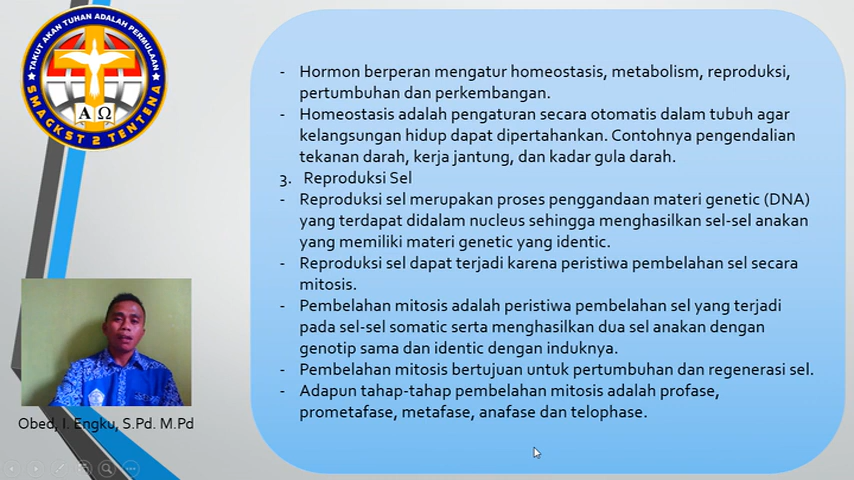 TAKUT AKAN TUHAN ADALAH PERMULAAN
Α Ω
SMAGKST 2 TENTENA
- Hormon berperan mengatur homeostasis, metabolism, reproduksi,
pertumbuhan dan perkembangan.
- Homeostasis adalah pengaturan secara otomatis dalam tubuh agar
kelangsungan hidup dapat dipertahankan. Contohnya pengendalian
tekanan darah, kerja jantung, dan kadar gula darah.
3. Reproduksi Sel
- Reproduksi sel merupakan proses penggandaan materi genetic (DNA)
yang terdapat didalam nucleus sehingga menghasilkan sel-sel anakan
yang memiliki materi genetic yang identic.
- Reproduksi sel dapat terjadi karena peristiwa pembelahan sel secara
mitosis.
- Pembelahan mitosis adalah peristiwa pembelahan sel yang terjadi
pada sel-sel somatic serta menghasilkan dua sel anakan dengan
genotip sama dan identic dengan induknya.
- Pembelahan mitosis bertujuan untuk pertumbuhan dan regenerasi sel.
- Adapun tahap-tahap pembelahan mitosis adalah profase,
prometafase, metafase, anafase dan telophase.
Obed, I. Engku, S.Pd. M.Pd